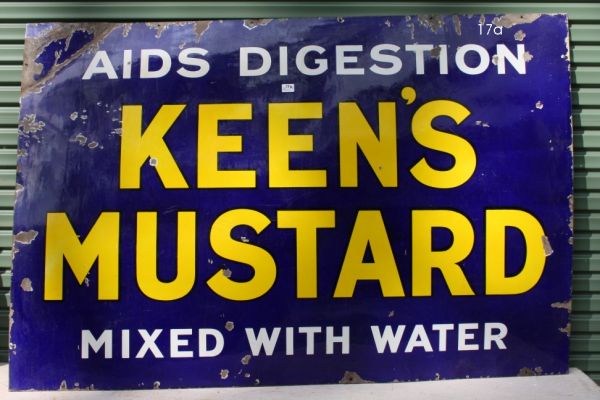 17a
AIDS DIGESTION
KEEN'S
MUSTARD
MIXED WITH WATER